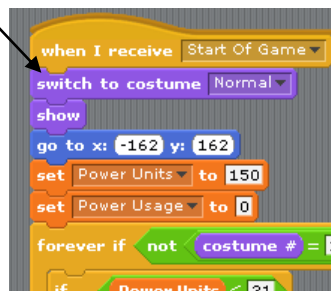 when I receive Start Of Game
switch to costume Normal
show
go to x: -162 y: 162
set Power Units to 150
set Power Usage to 0
forever if not costume # =
if Power Units < 31